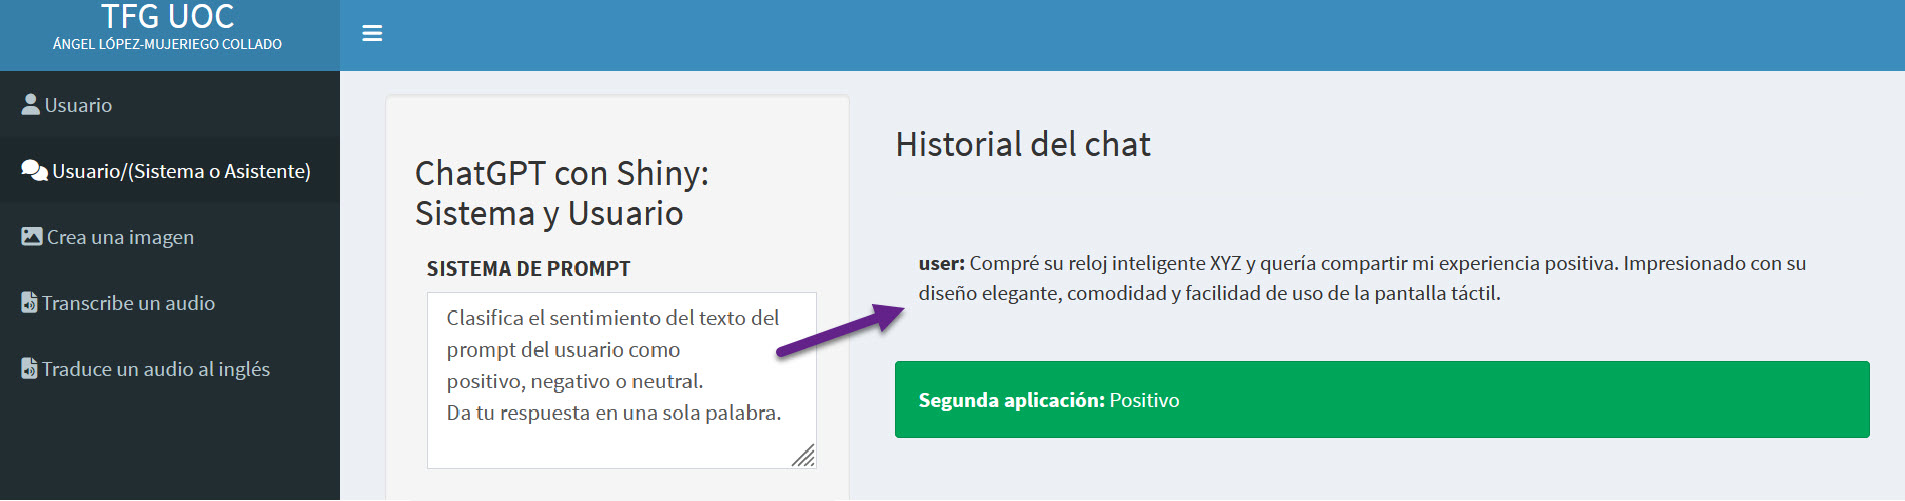 TFG UOC
ÁNGEL LÓPEZ-MUJERIEGO COLLADO
Usuario
Usuario/(Sistema o Asistente)
Crea una imagen
Transcribe un audio
Traduce un audio al inglés
ChatGPT con Shiny:
Sistema y Usuario
SISTEMA DE PROMPT
Clasifica el sentimiento del texto del
prompt del usuario como
positivo, negativo o neutral.
Da tu respuesta en una sola palabra.
Historial del chat
user: Compré su reloj inteligente XYZ y quería compartir mi experiencia positiva. Impresionado con su
diseño elegante, comodidad y facilidad de uso de la pantalla táctil.
Segunda aplicación: Positivo